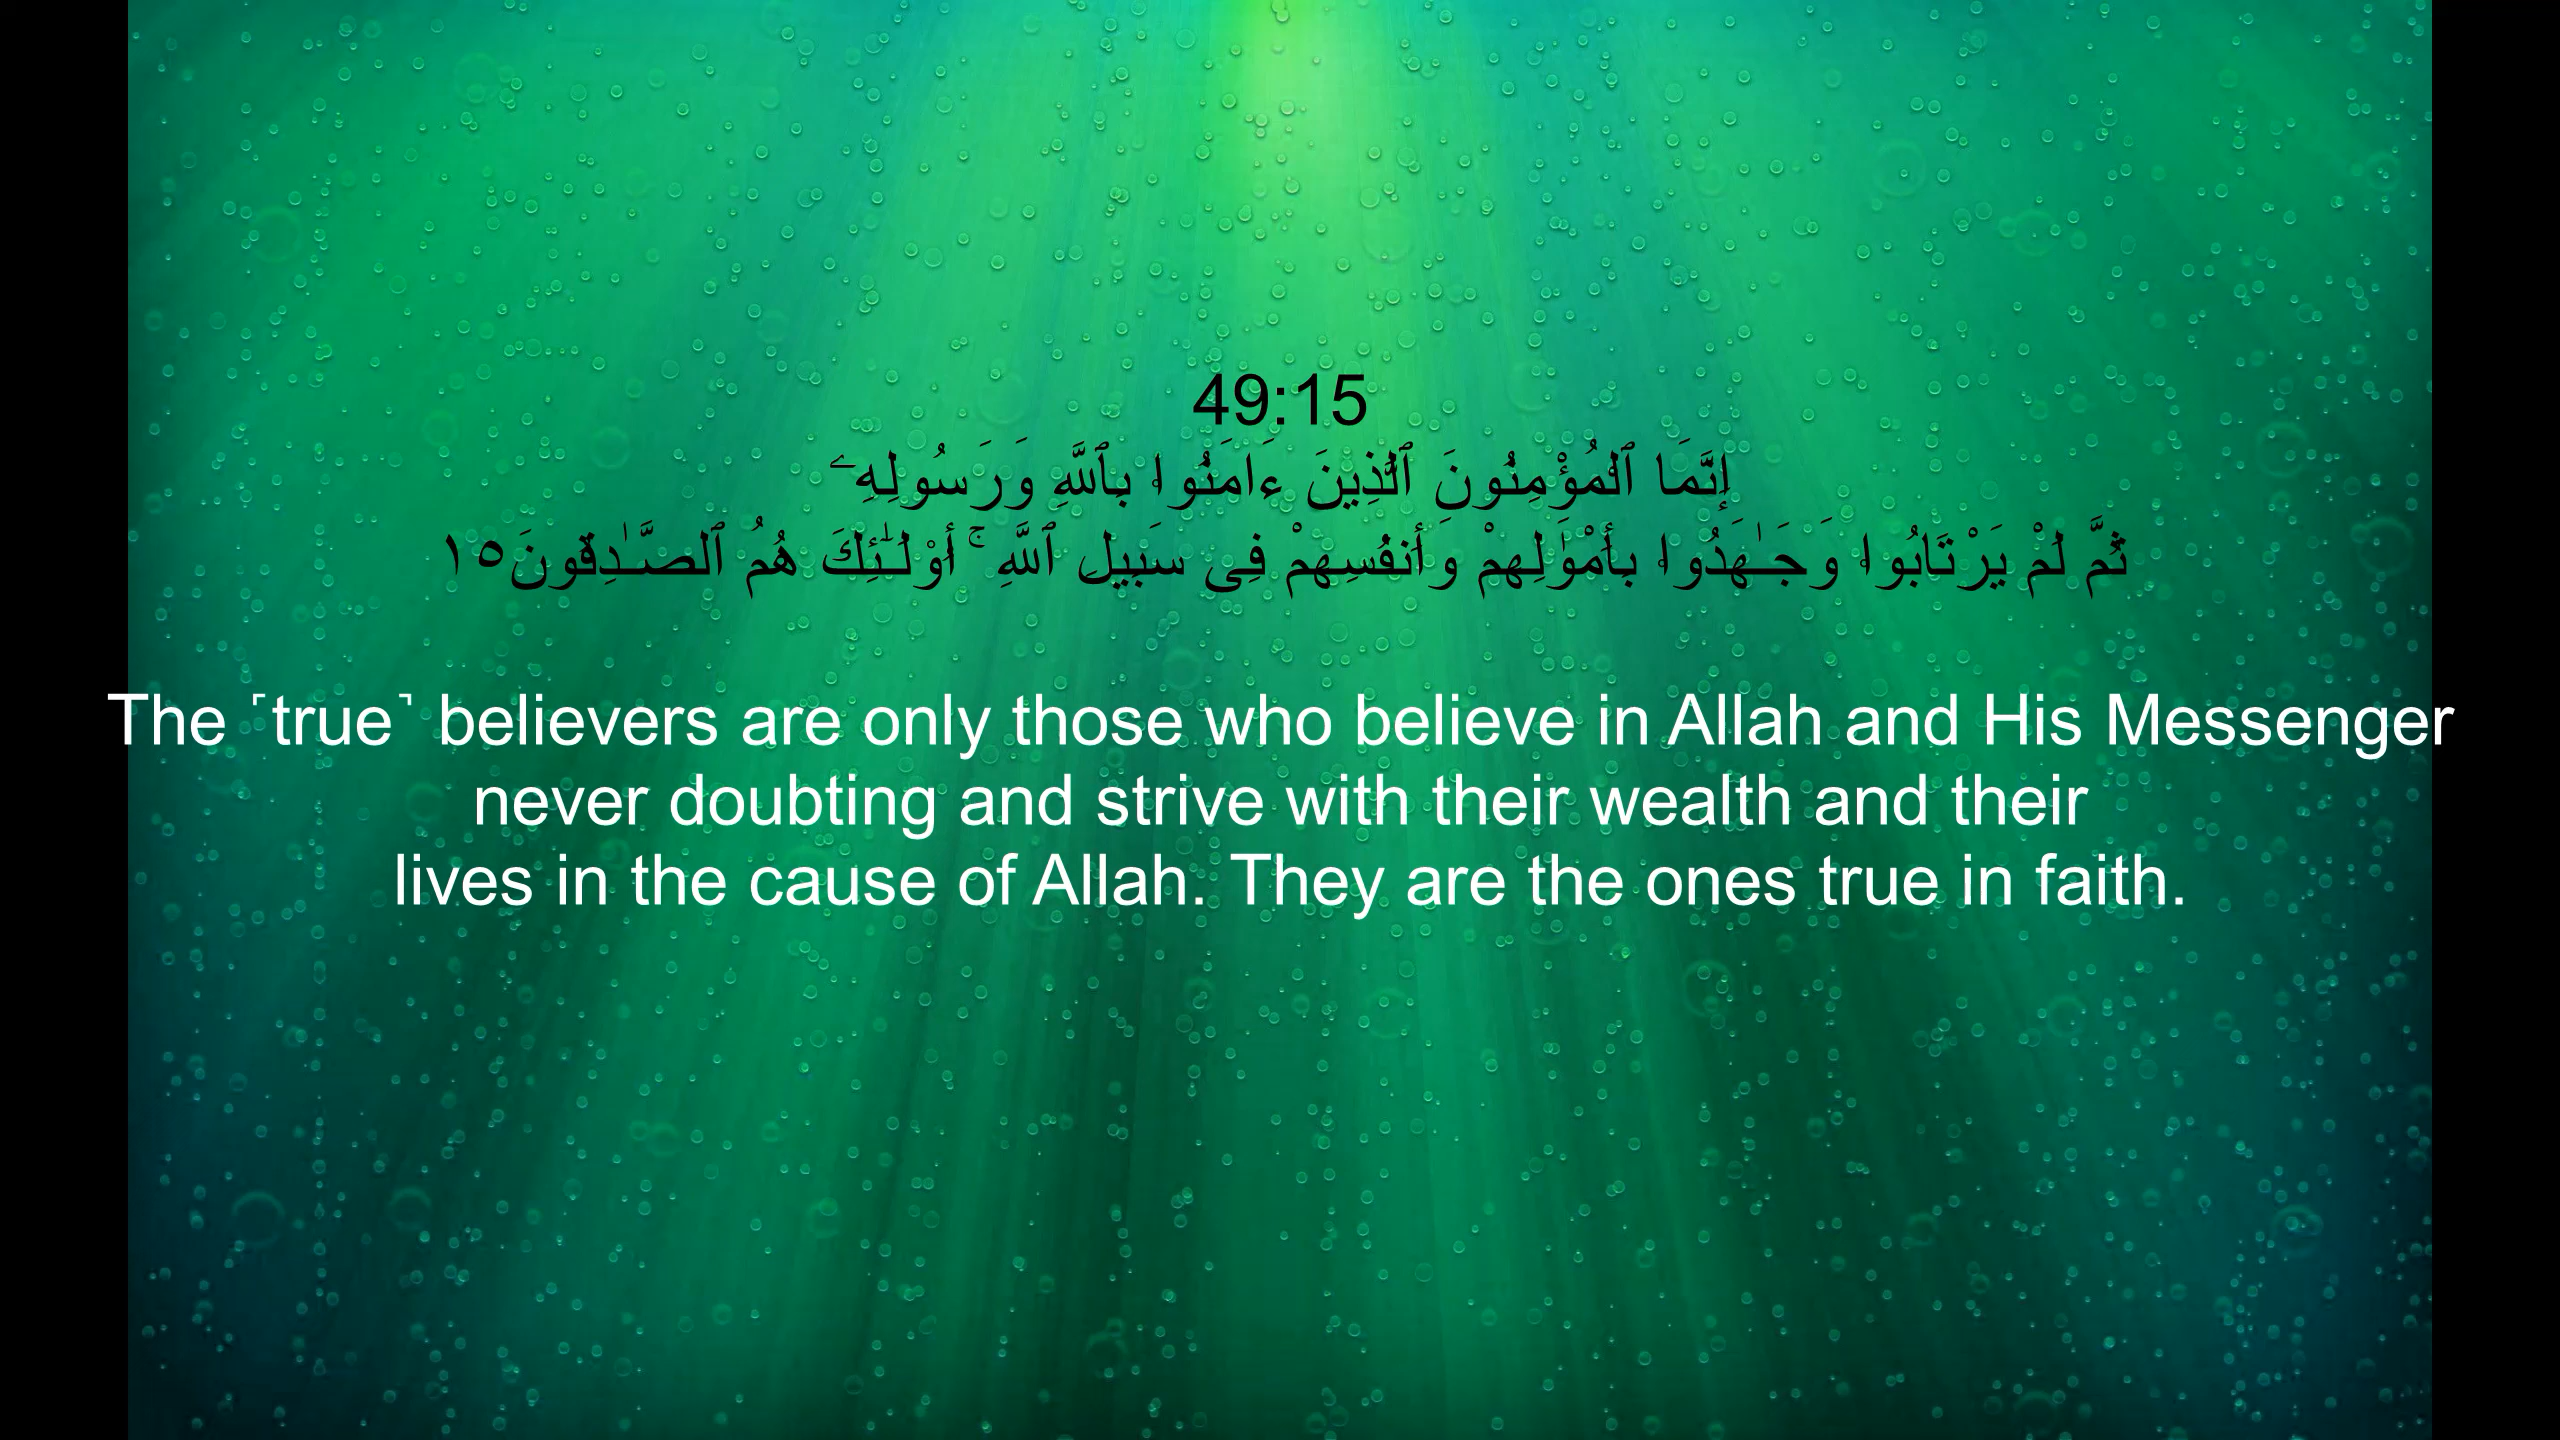 49:15
إِنَّمَا ٱلْمُؤْمِنُونَ ٱلَّذِينَ ءَامَنُوا۟ بِٱللَّهِ وَرَسُولِهِۦ
ثُمَّ لَمْ يَرْتَابُوا۟ وَجَـٰهَدُوا۟ بِأَمْوَٰلِهِمْ وَأَنفُسِهِمْ فِى سَبِيلِ ٱللَّهِ ۚ أُو۟لَـٰٓئِكَ هُمُ ٱلصَّـٰدِقُونَ١٥
The ˹true˺ believers are only those who believe in Allah and His Messenger
never doubting and strive with their wealth and their
lives in the cause of Allah. They are the ones true in faith.